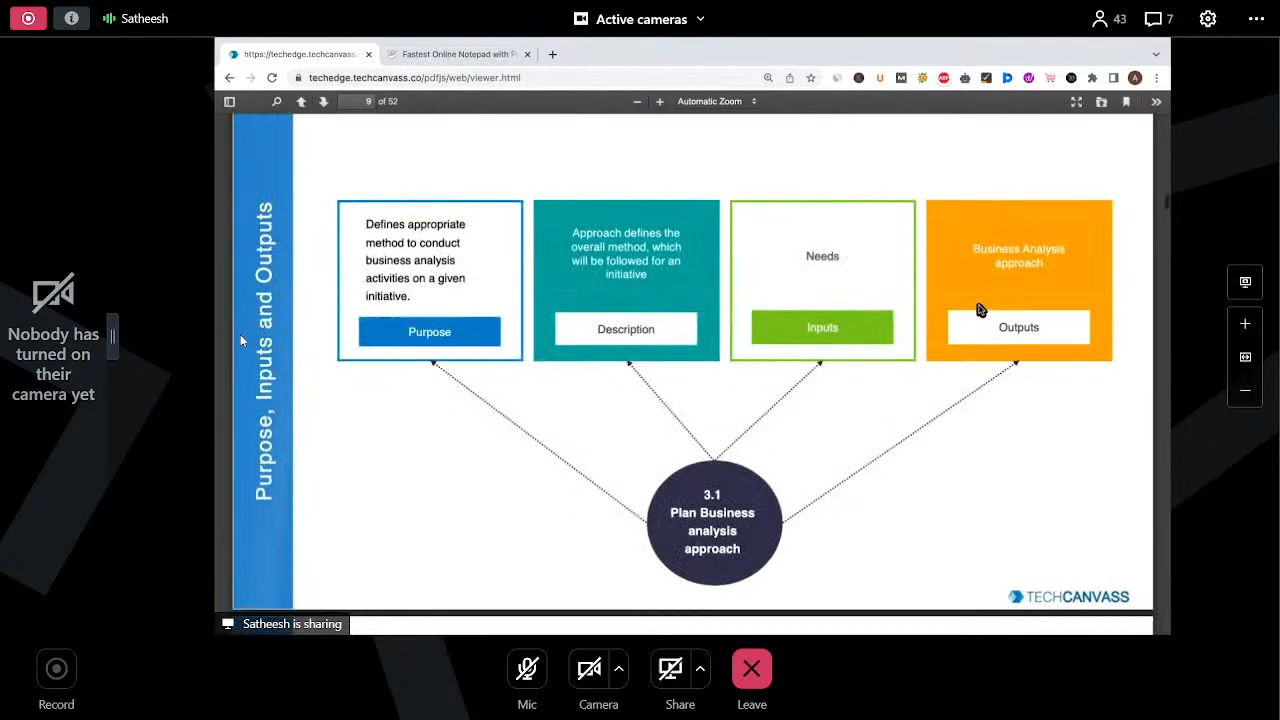 Satheesh
Active cameras
43
7
https://techedge.techcanvass.
Fastest Online Notepad with P
techedge.techcanvass.co/pdfjs/web/viewer.html
A
9 of 52
Automatic Zoom
Purpose, Inputs and Outputs
Defines appropriate
method to conduct
business analysis
activities on a given
initiative.
Purpose
Approach defines the
overall method, which
will be followed for an
initiative
Description
Needs
Inputs
Business Analysis
approach
Outputs
3.1
Plan Business
analysis
approach
TECHCANVASS
Nobody has
turned on
their
camera yet
Satheesh is sharing
Record
Mic
Camera
Share
Leave